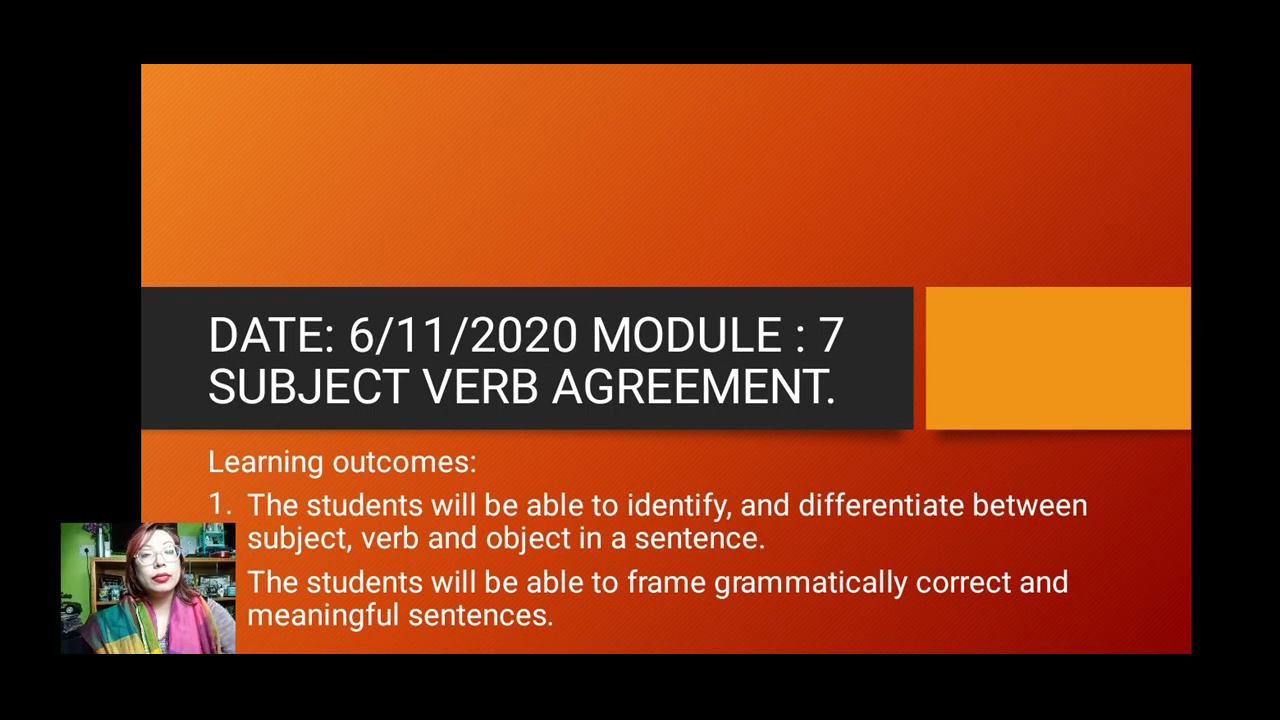 DATE: 6/11/2020 MODULE : 7
SUBJECT VERB AGREEMENT.
Learning outcomes:
1. The students will be able to identify, and differentiate between
subject, verb and object in a sentence.
The students will be able to frame grammatically correct and
meaningful sentences.